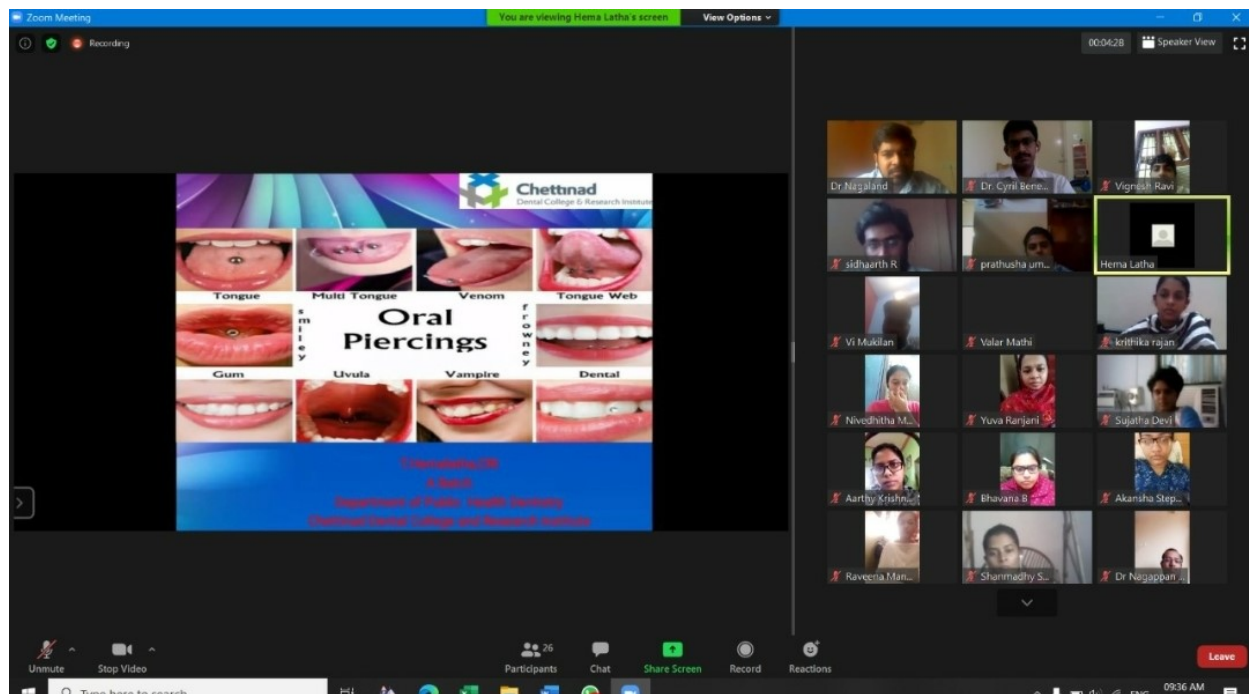 Zoom Meeting
You are viewing Hema Latha's screen
View Options
Recording
00:04:28
Speaker View
Chettinad
Dental College & Research Institute
Tongue
Multi Tongue
Venom
Tongue Web
smiley
Oral
Piercings
frowney
Gum
Uvula
Vampire
Dental
A Batch
Department of Public Health Dentistry
Chettinad Dental College and Research Institute
Dr Nagaland
Dr. Cyril Bene...
Vignesh Ravi
sidhaarth R
prathusha um...
Hema Latha
Vi Mukilan
Valar Mathi
krithika rajan
Nivedhitha M...
Yuva Ranjani
Sujatha Devi
Aarthy Krishn...
Bhavana B
Akansha Step...
Raveena Man...
Shanmadhy S...
Dr Nagappan
Unmute
Stop Video
26
Participants
Chat
Share Screen
Record
Reactions
Leave
Type here to search
ENG
09:36 AM